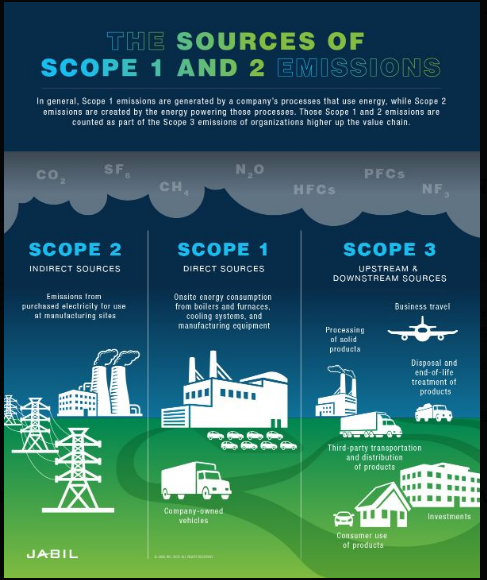 THE SOURCES OF
SCOPE 1 AND 2 EMISSIONS
In general, Scope 1 emissions are generated by a company's processes that use energy, while Scope 2
emissions are created by the energy powering those processes. Those Scope 1 and 2 emissions are
counted as part of the Scope 3 emissions of organizations higher up the value chain.
CO₂
SF₆
CH₄
N₂O
HFCs
PFCs
NF₃
SCOPE 2
INDIRECT SOURCES
Emissions from
purchased electricity for use
at manufacturing sites
SCOPE 1
DIRECT SOURCES
Onsite energy consumption
from boilers and furnaces,
cooling systems, and
manufacturing equipment
Company-owned
vehicles
SCOPE 3
UPSTREAM &
DOWNSTREAM SOURCES
Business travel
Processing
of solid
products
Disposal and
end-of-life
treatment of
products
Third-party transportation
and distribution
of products
Investments
Consumer use
of products
JABIL